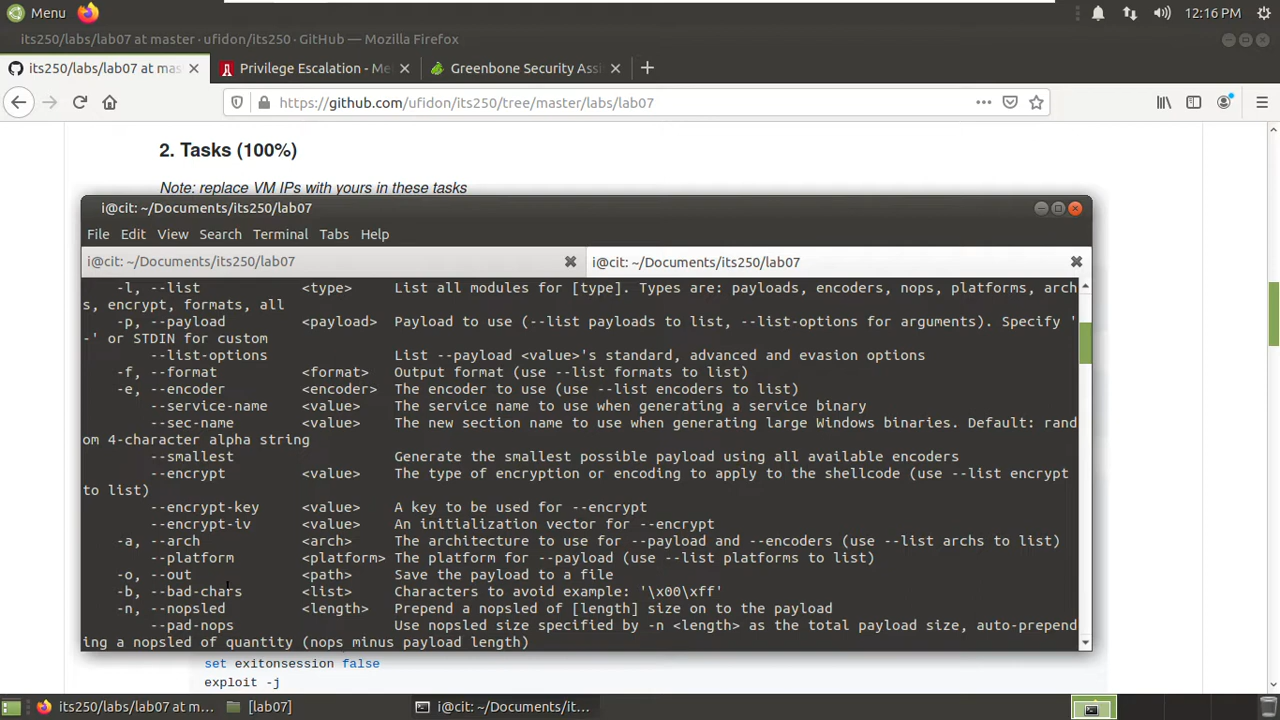 Menu
12:16 PM
its250/labs/lab07 at master · ufidon/its250 · GitHub — Mozilla Firefox
its250/labs/lab07 at mas
Privilege Escalation - Me
Greenbone Security Assi
https://github.com/ufidon/its250/tree/master/labs/lab07
2. Tasks (100%)
Note: replace VM IPs with yours in these tasks
i@cit: ~/Documents/its250/lab07
File Edit View Search Terminal Tabs Help
i@cit: ~/Documents/its250/lab07
i@cit: ~/Documents/its250/lab07
-l, --list <type> List all modules for [type]. Types are: payloads, encoders, nops, platforms, arch
s, encrypt, formats, all
-p, --payload <payload> Payload to use (--list payloads to list, --list-options for arguments). Specify '
-' or STDIN for custom
--list-options List --payload <value>'s standard, advanced and evasion options
-f, --format <format> Output format (use --list formats to list)
-e, --encoder <encoder> The encoder to use (use --list encoders to list)
--service-name <value> The service name to use when generating a service binary
--sec-name <value> The new section name to use when generating large Windows binaries. Default: rand
om 4-character alpha string
--smallest Generate the smallest possible payload using all available encoders
--encrypt <value> The type of encryption or encoding to apply to the shellcode (use --list encrypt
to list)
--encrypt-key <value> A key to be used for --encrypt
--encrypt-iv <value> An initialization vector for --encrypt
-a, --arch <arch> The architecture to use for --payload and --encoders (use --list archs to list)
--platform <platform> The platform for --payload (use --list platforms to list)
-o, --out <path> Save the payload to a file
-b, --bad-chars <list> Characters to avoid example: '\x00\xff'
-n, --nopsled <length> Prepend a nopsled of [length] size on to the payload
--pad-nops Use nopsled size specified by -n <length> as the total payload size, auto-prepend
ing a nopsled of quantity (nops minus payload length)
set exitonsession false
exploit -j
its250/labs/lab07 at m...
[lab07]
i@cit: ~/Documents/it...